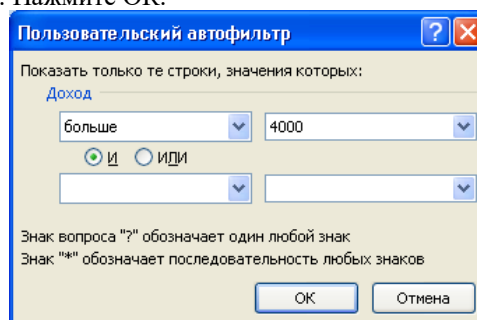 . Нажмите ОК.
Пользовательский автофильтр
Показать только те строки, значения которых:
Доход
больше 4000
И ИЛИ
Знак вопроса "?" обозначает один любой знак
Знак "*" обозначает последовательность любых знаков
ОК Отмена